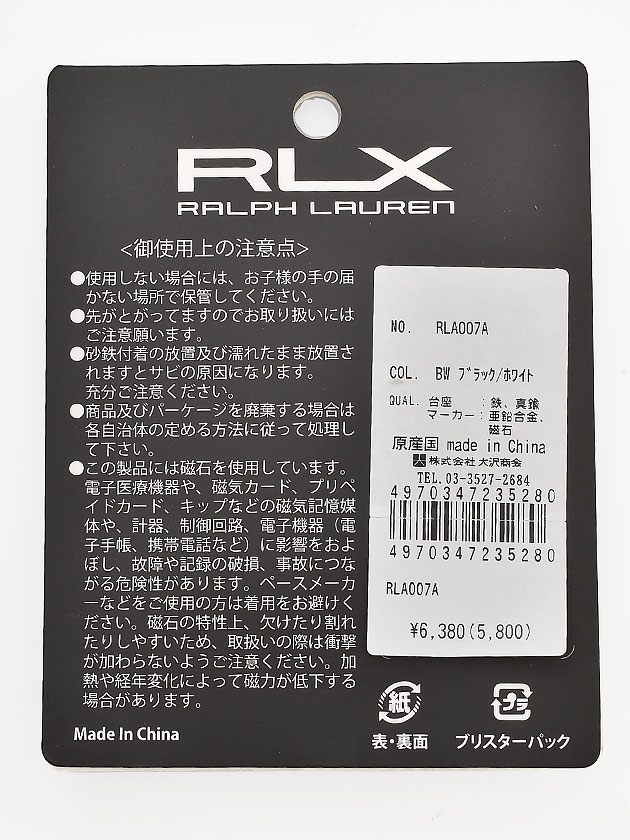 RLX
RALPH LAUREN
<御使用上の注意点>
●使用しない場合には、お子様の手の届
かない場所で保管してください。
●先がとがってますのでお取り扱いには
ご注意願います。
●砂鉄付着の放置及び濡れたまま放置さ
れますとサビの原因になります。
充分ご注意ください。
●商品及びパーケージを廃棄する場合は
各自治体の定める方法に従って処理し
て下さい。
●この製品には磁石を使用しています。
電子医療機器や、磁気カード、プリペ
イドカード、キップなどの磁気記憶媒
体や、計器、制御回路、電子機器（電
子手帳、携帯電話など）に影響をおよ
ぼし、故障や記録の破損、事故につな
がる危険性があります。ペースメーカ
ーなどをご使用の方は着用をお避けく
ださい。磁石の特性上、欠けたり割れ
たりしやすいため、取扱いの際は衝撃
が加わらないようご注意ください。加
熱や経年変化によって磁力が低下する
場合があります。
Made In China
NO. RLA007A
COL. BW ブラック/ホワイト
QUAL. 台座 :鉄、真鍮
マーカー:亜鉛合金、
磁石
原産国 made in China
株式会社 大沢商会
TEL. 03-3527-2684
4970347235280
4970347235280
RLA007A
¥6,380(5,800)
紙
プラ
表・裏面
ブリスターパック